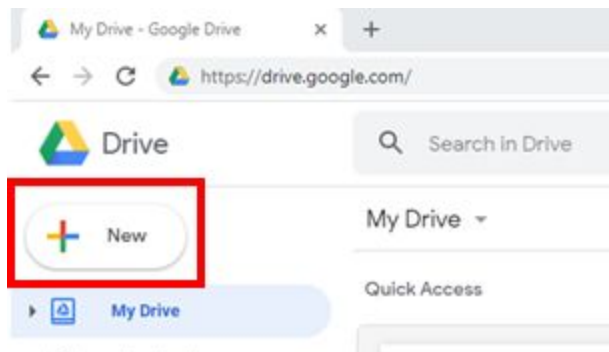 My Drive - Google Drive
https://drive.google.com/
Drive
Search in Drive
New
My Drive
Quick Access
My Drive